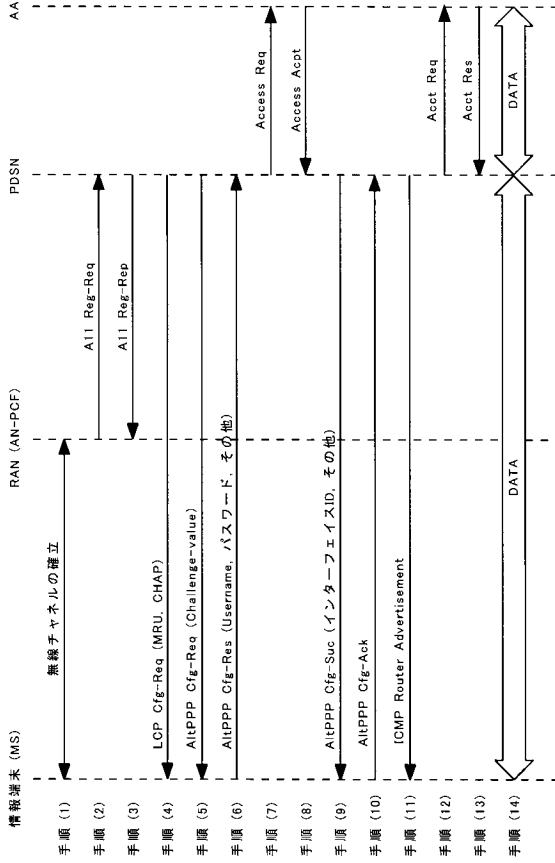 情報端末 (MS)
RAN (AN-PCF)
PDSN
AA
手順 (1)
無線チャネルの確立
手順 (2)
A11 Reg-Req
手順 (3)
A11 Reg-Rep
手順 (4)
LCP Cfg-Req (MRU, CHAP)
手順 (5)
AltPPP Cfg-Req (Challenge-value)
手順 (6)
AltPPP Cfg-Res (Username, パスワード, その他)
手順 (7)
Access Req
手順 (8)
Access Acpt
手順 (9)
AltPPP Cfg-Suc (インターフェイスID, その他)
手順 (10)
AltPPP Cfg-Ack
手順 (11)
ICMP Router Advertisement
手順 (12)
Acct Req
手順 (13)
Acct Res
手順 (14)
DATA
DATA